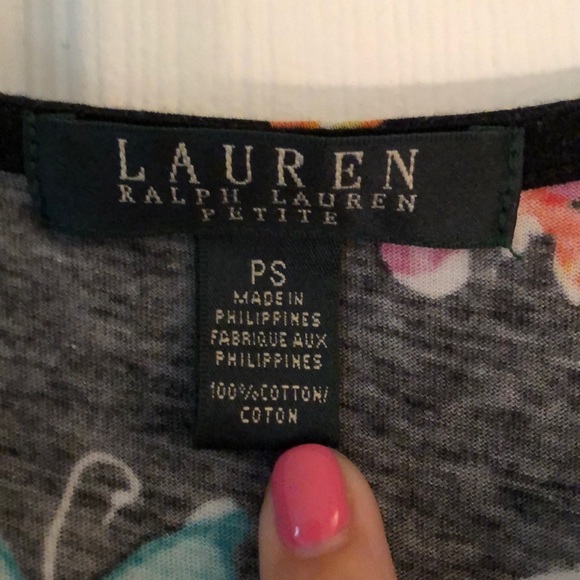 LAUREN
RALPH LAUREN
PETITE
PS
MADE IN
PHILIPPINES
FABRIQUE AUX
PHILIPPINES
100%COTTON/
COTON